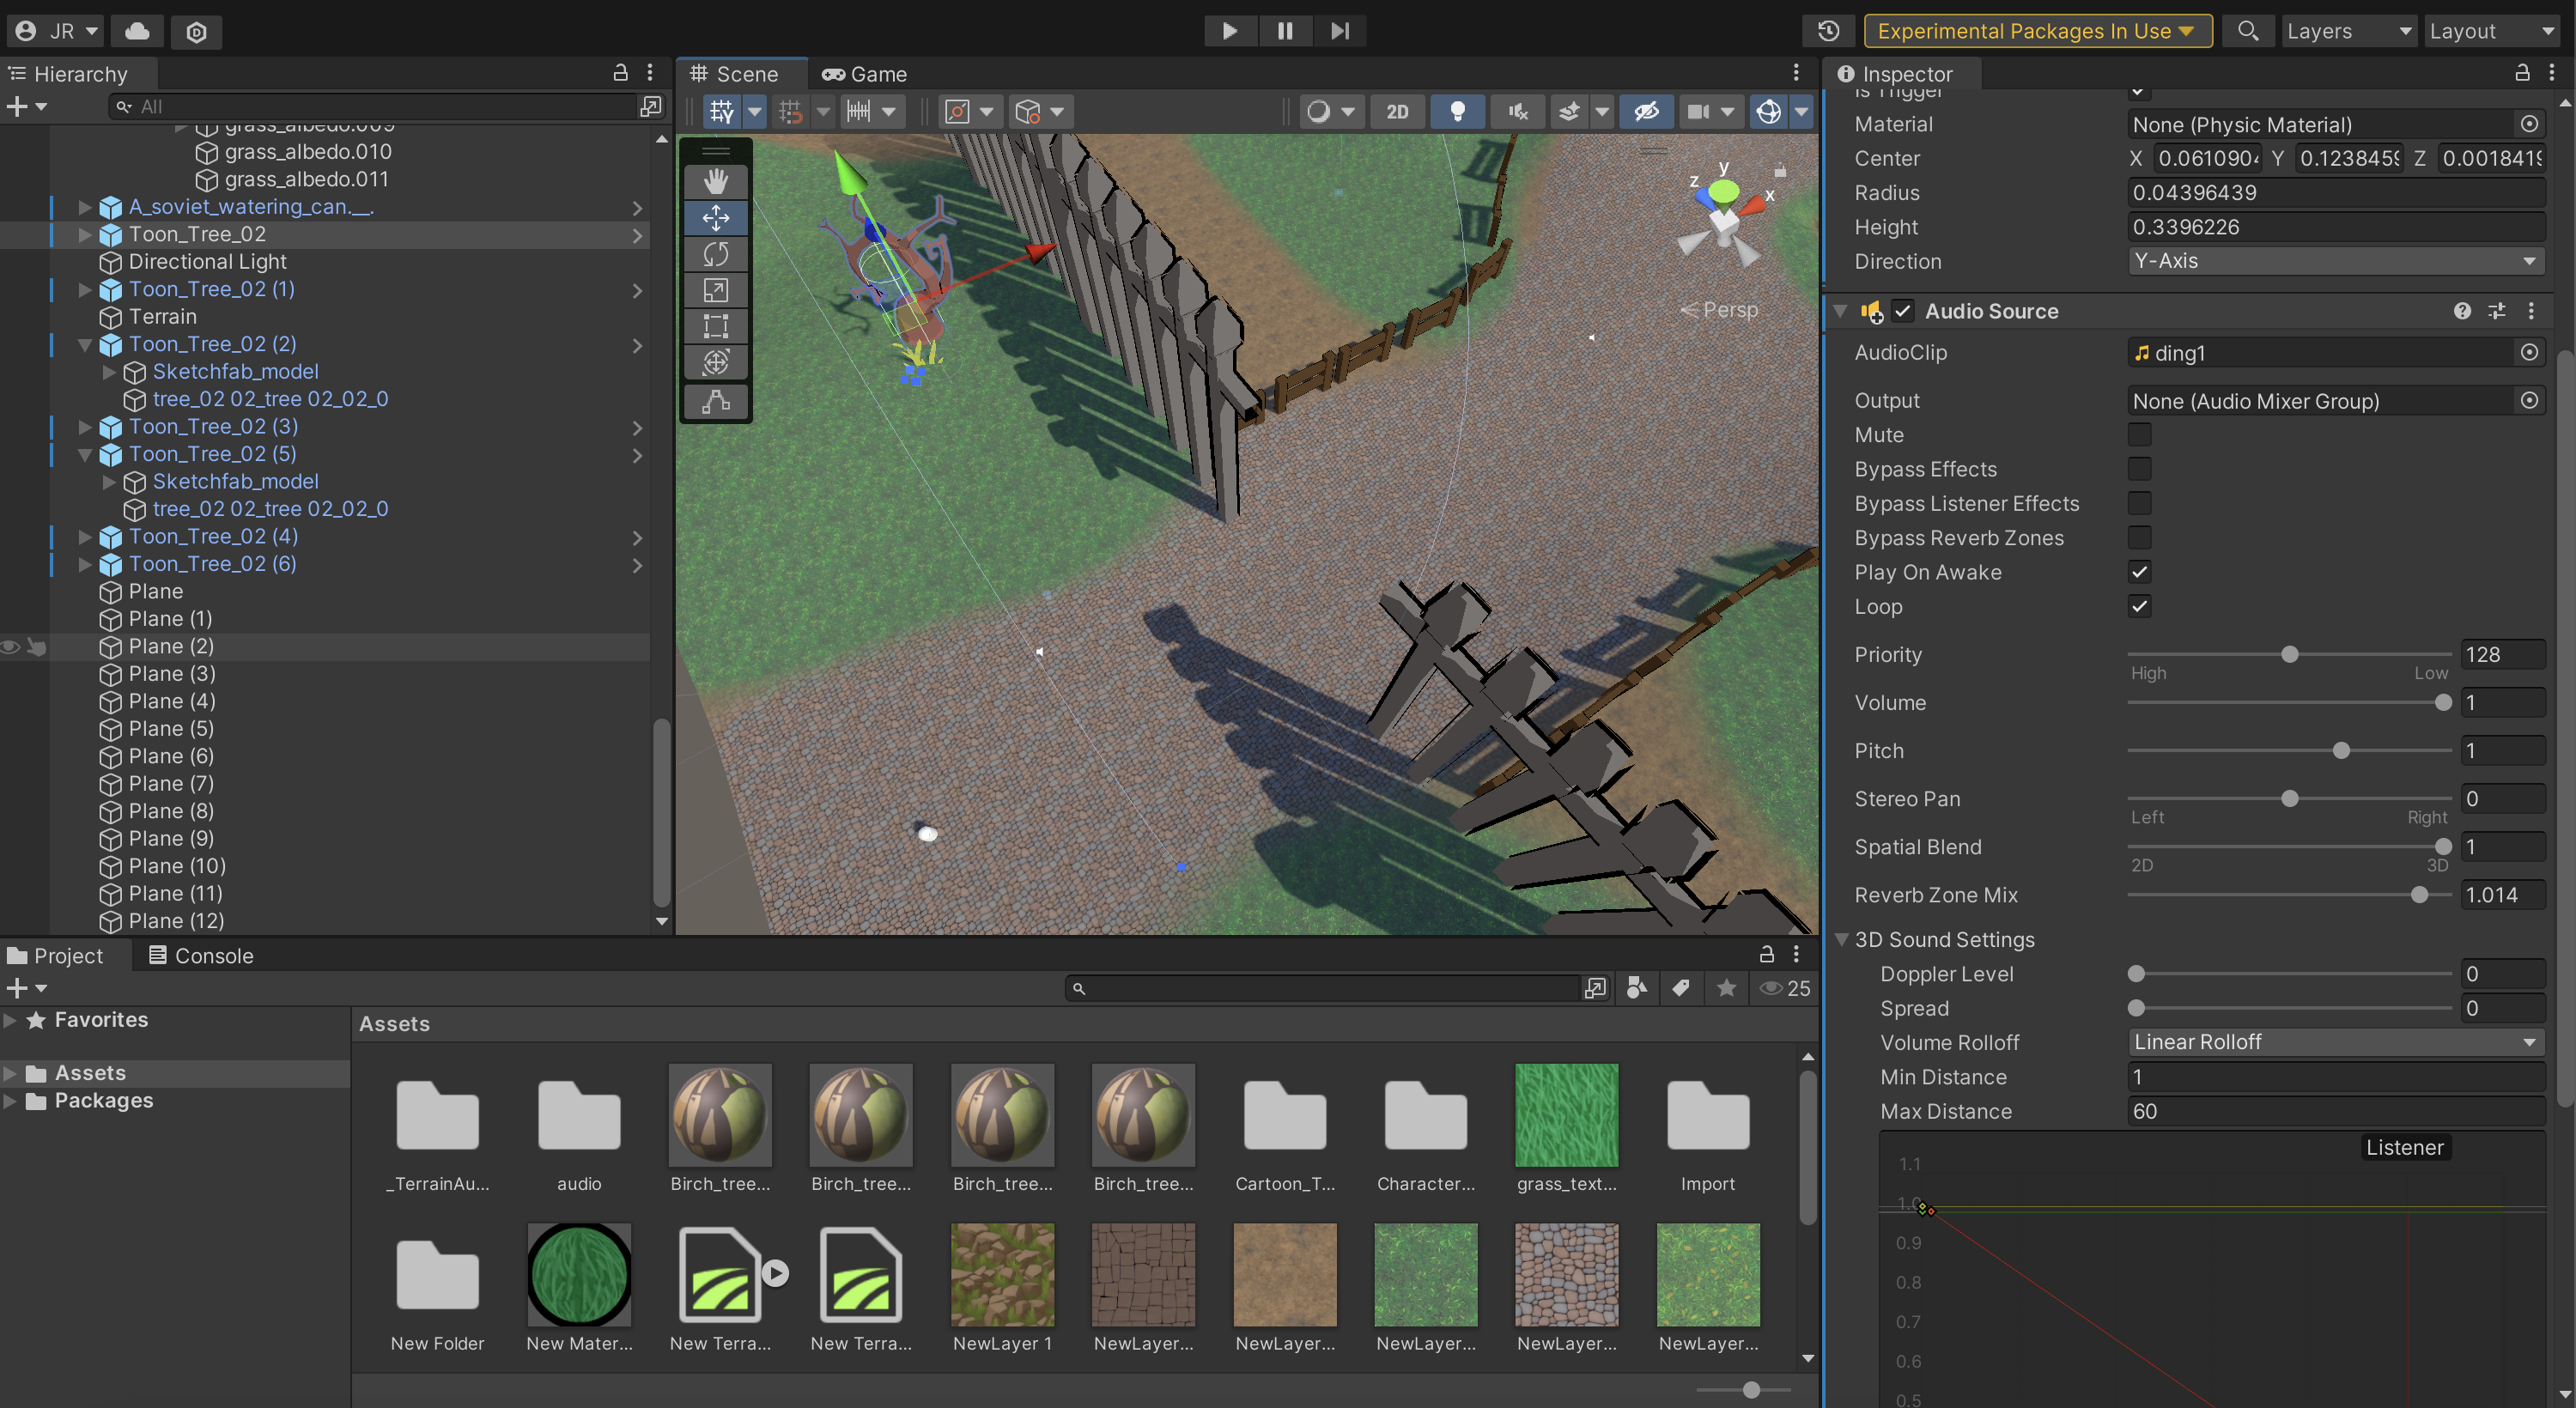 JR
Experimental Packages In Use
Layers
Layout
Hierarchy
All
grass_albedo.009
grass_albedo.010
grass_albedo.011
A_soviet_watering_can.__.
Toon_Tree_02
Directional Light
Toon_Tree_02 (1)
Terrain
Toon_Tree_02 (2)
Sketchfab_model
tree_02 02_tree 02_02_0
Toon_Tree_02 (3)
Toon_Tree_02 (5)
Sketchfab_model
tree_02 02_tree 02_02_0
Toon_Tree_02 (4)
Toon_Tree_02 (6)
Plane
Plane (1)
Plane (2)
Plane (3)
Plane (4)
Plane (5)
Plane (6)
Plane (7)
Plane (8)
Plane (9)
Plane (10)
Plane (11)
Plane (12)
Scene
Game
2D
y
z
x
Persp
Inspector
Is Trigger
Material None (Physic Material)
Center X 0.061090 Y 0.123845 Z 0.001841
Radius 0.04396439
Height 0.3396226
Direction Y-Axis
Audio Source
AudioClip ding1
Output None (Audio Mixer Group)
Mute
Bypass Effects
Bypass Listener Effects
Bypass Reverb Zones
Play On Awake
Loop
Priority 128
High Low
Volume 1
Pitch 1
Stereo Pan 0
Left Right
Spatial Blend 1
2D 3D
Reverb Zone Mix 1.014
3D Sound Settings
Doppler Level 0
Spread 0
Volume Rolloff Linear Rolloff
Min Distance 1
Max Distance 60
Listener
1.1
1.0
0.9
0.8
0.7
0.6
0.5
Project
Console
25
Favorites
Assets
Packages
Assets
_TerrainAu...
audio
Birch_tree...
Birch_tree...
Birch_tree...
Birch_tree...
Cartoon_T...
Character...
grass_text...
Import
New Folder
New Mater...
New Terra...
New Terra...
NewLayer 1
NewLayer...
NewLayer...
NewLayer...
NewLayer...
NewLayer...